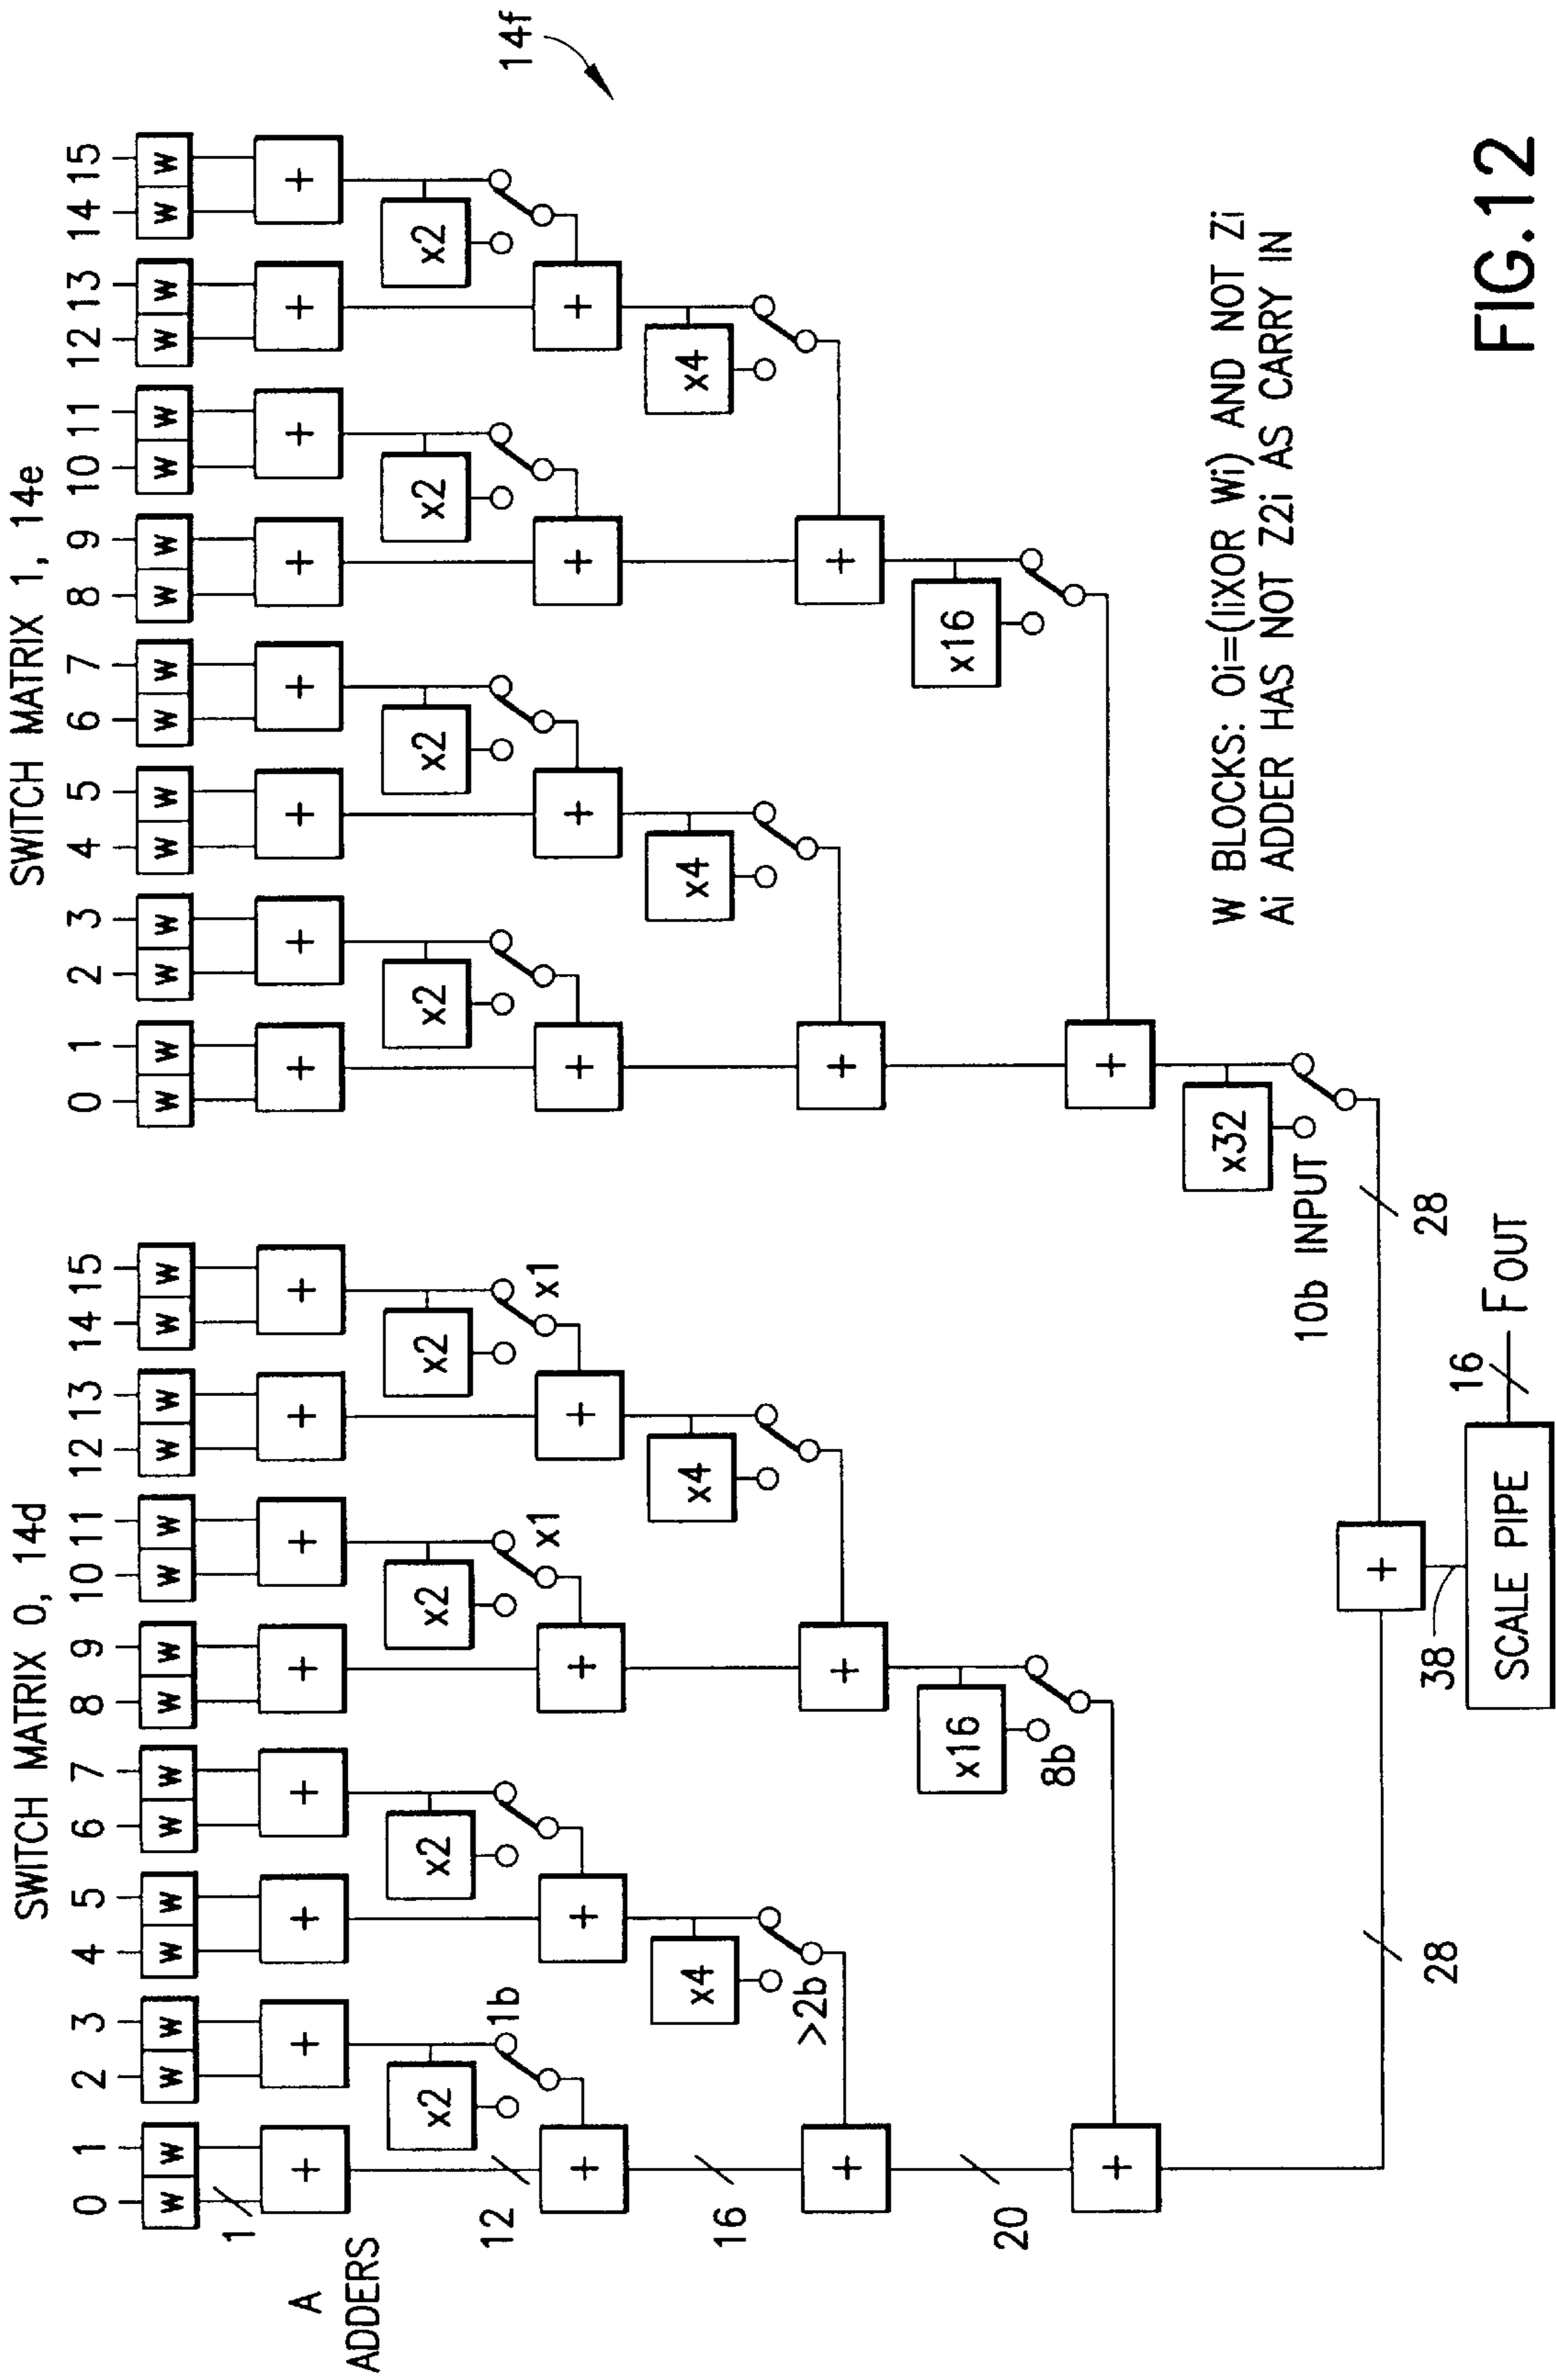 SWITCH MATRIX 0, 14d
SWITCH MATRIX 1, 14e
0 1 2 3 4 5 6 7 8 9 10 11 12 13 14 15
0 1 2 3 4 5 6 7 8 9 10 11 12 13 14 15
W W W W W W W W W W W W W W W W
W W W W W W W W W W W W W W W W
1
A
ADDERS
+ + + + + + + +
+ + + + + + + +
14f
x2 x2 x2 x2
x2 x2 x2 x2
12
1b
x1
x1
+ + + +
+ + + +
x4 x4
x4 x4
16
>2b
+ +
+ +
x16
x16
20
8b
+
+
W BLOCKS: Oi=(IiXOR Wi) AND NOT Zi
Ai ADDER HAS NOT Z2i AS CARRY IN
x32
10b INPUT
28
28
+
38
16
FOUT
SCALE PIPE
FIG.12